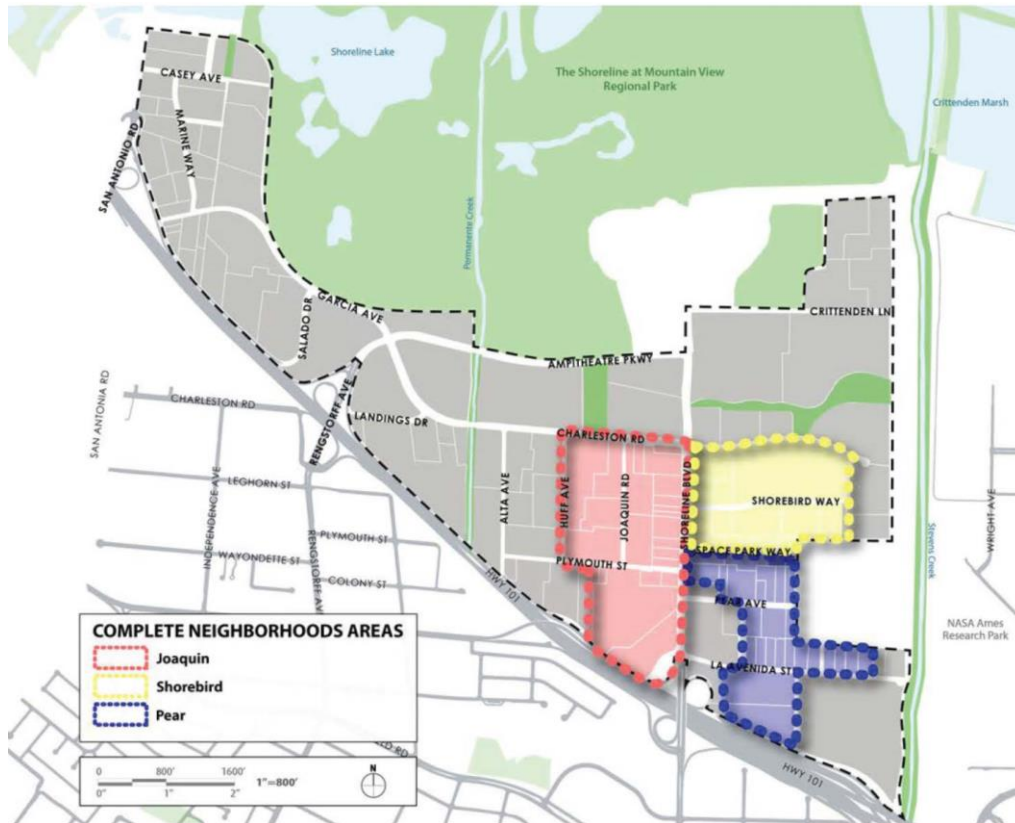 Shoreline Lake
The Shoreline at Mountain View
Regional Park
Crittenden Marsh
CASEY AVE
MARINE WAY
SAN ANTONIO RD
Permanente Creek
GARCIA AVE
SALADO DR
CRITTENDEN LN
AMPITHEATRE PKWY
SAN ANTONIA RD
CHARLESTON RD
RENGSTORFF AVE
LANDINGS DR
CHARLESTON RD
ALTA AVE
HUFF AVE
JOAQUIN RD
SHORELINE BLVD
SHOREBIRD WAY
WRIGHT AVE
LEGHORN ST
INDEPENDENCE AVE
RENGSTORFF AVE
PLYMOUTH ST
WAYONDETTE ST
COLONY ST
HWY 101
PLYMOUTH ST
SPACE PARK WAY
PEAR AVE
LA AVENIDA ST
Stevens Creek
NASA Ames
Research Park
HWY 101
COMPLETE NEIGHBORHOODS AREAS
Joaquin
Shorebird
Pear
RD
0 800' 1600'
1"=800'
0" 1" 2"
N